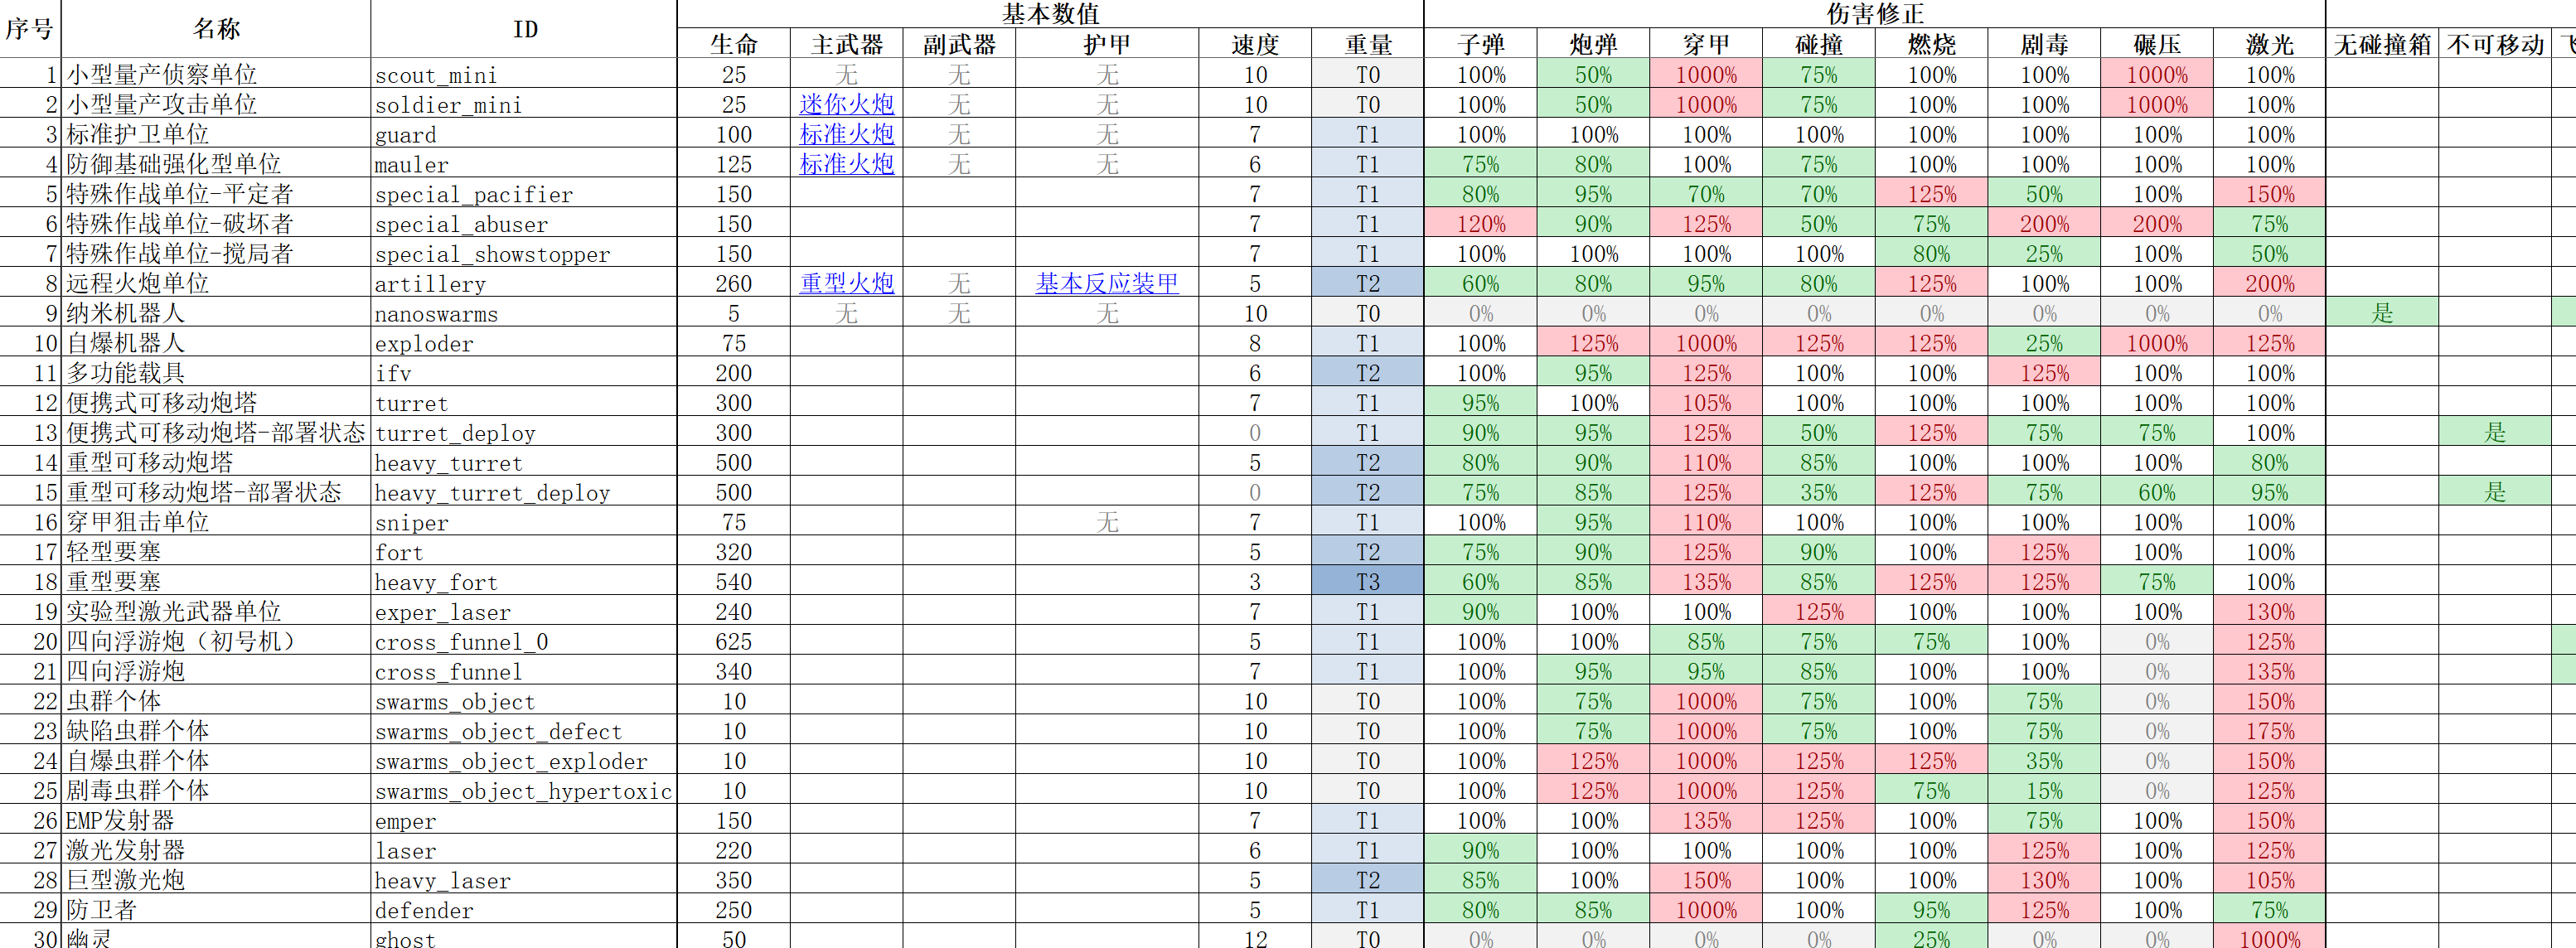 序号 名称 ID 基本数值 伤害修正
生命 主武器 副武器 护甲 速度 重量 子弹 炮弹 穿甲 碰撞 燃烧 剧毒 碾压 激光 无碰撞箱 不可移动
1 小型量产侦察单位 scout_mini 25 无 无 无 10 T0 100% 50% 1000% 75% 100% 100% 1000% 100%
2 小型量产攻击单位 soldier_mini 25 迷你火炮 无 无 10 T0 100% 50% 1000% 75% 100% 100% 1000% 100%
3 标准护卫单位 guard 100 标准火炮 无 无 7 T1 100% 100% 100% 100% 100% 100% 100% 100%
4 防御基础强化型单位 mauler 125 标准火炮 无 无 6 T1 75% 80% 100% 75% 100% 100% 100% 100%
5 特殊作战单位-平定者 special_pacifier 150 7 T1 80% 95% 70% 70% 125% 50% 100% 150%
6 特殊作战单位-破坏者 special_abuser 150 7 T1 120% 90% 125% 50% 75% 200% 200% 75%
7 特殊作战单位-搅局者 special_showstopper 150 7 T1 100% 100% 100% 100% 80% 25% 100% 50%
8 远程火炮单位 artillery 260 重型火炮 无 基本反应装甲 5 T2 60% 80% 95% 80% 125% 100% 100% 200%
9 纳米机器人 nanoswarms 5 无 无 无 10 T0 0% 0% 0% 0% 0% 0% 0% 0% 是
10 自爆机器人 exploder 75 8 T1 100% 125% 1000% 125% 125% 25% 1000% 125%
11 多功能载具 ifv 200 6 T2 100% 95% 125% 100% 100% 125% 100% 100%
12 便携式可移动炮塔 turret 300 7 T1 95% 100% 105% 100% 100% 100% 100% 100%
13 便携式可移动炮塔-部署状态 turret_deploy 300 0 T1 90% 95% 125% 50% 125% 75% 75% 100% 是
14 重型可移动炮塔 heavy_turret 500 5 T2 80% 90% 110% 85% 100% 100% 100% 80%
15 重型可移动炮塔-部署状态 heavy_turret_deploy 500 0 T2 75% 85% 125% 35% 125% 75% 60% 95% 是
16 穿甲狙击单位 sniper 75 无 7 T1 100% 95% 110% 100% 100% 100% 100% 100%
17 轻型要塞 fort 320 5 T2 75% 90% 125% 90% 100% 125% 100% 100%
18 重型要塞 heavy_fort 540 3 T3 60% 85% 135% 85% 125% 125% 75% 100%
19 实验型激光武器单位 exper_laser 240 7 T1 90% 100% 100% 125% 100% 100% 100% 130%
20 四向浮游炮（初号机） cross_funnel_0 625 5 T1 100% 100% 85% 75% 75% 100% 0% 125%
21 四向浮游炮 cross_funnel 340 7 T1 100% 95% 95% 85% 100% 100% 0% 135%
22 虫群个体 swarms_object 10 10 T0 100% 75% 1000% 75% 100% 75% 0% 150%
23 缺陷虫群个体 swarms_object_defect 10 10 T0 100% 75% 1000% 75% 100% 75% 0% 175%
24 自爆虫群个体 swarms_object_exploder 10 10 T0 100% 125% 1000% 125% 125% 35% 0% 150%
25 剧毒虫群个体 swarms_object_hypertoxic 10 10 T0 100% 125% 1000% 125% 75% 15% 0% 125%
26 EMP发射器 emper 150 7 T1 100% 100% 135% 125% 100% 75% 100% 150%
27 激光发射器 laser 220 6 T1 90% 100% 100% 100% 100% 125% 100% 125%
28 巨型激光炮 heavy_laser 350 5 T2 85% 100% 150% 100% 100% 130% 100% 105%
29 防卫者 defender 250 5 T1 80% 85% 1000% 100% 95% 125% 100% 75%
30 幽灵 ghost 50 12 T0 0% 0% 0% 0% 25% 0% 0% 1000%